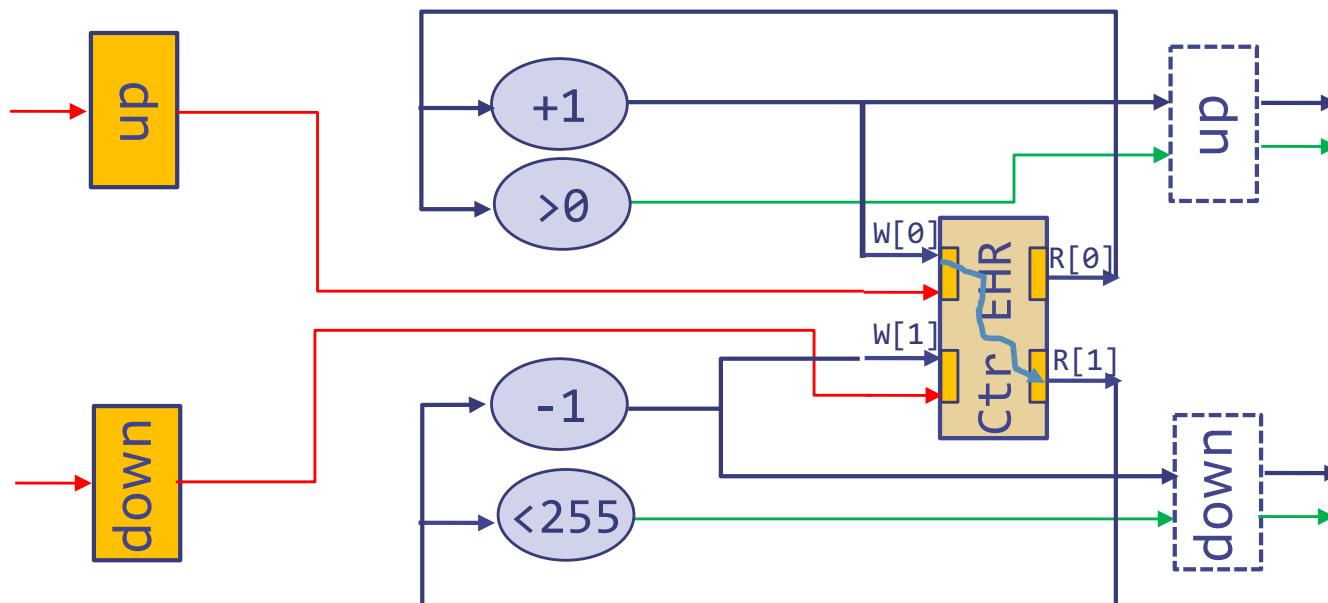 up
+1
>0
up
W[0]
R[0]
Ctr EHR
W[1]
R[1]
-1
down
<255
down